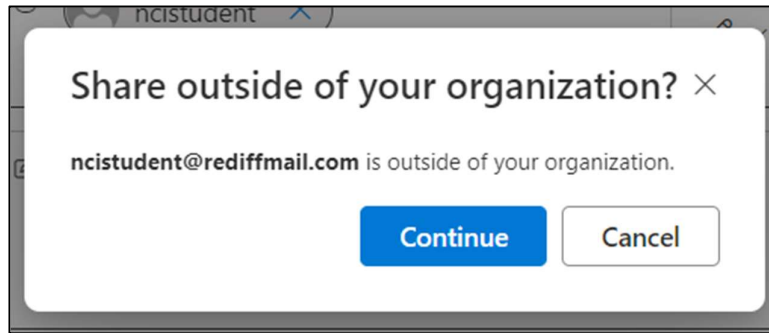 ncistudent
Share outside of your organization?
ncistudent@rediffmail.com is outside of your organization.
Continue Cancel